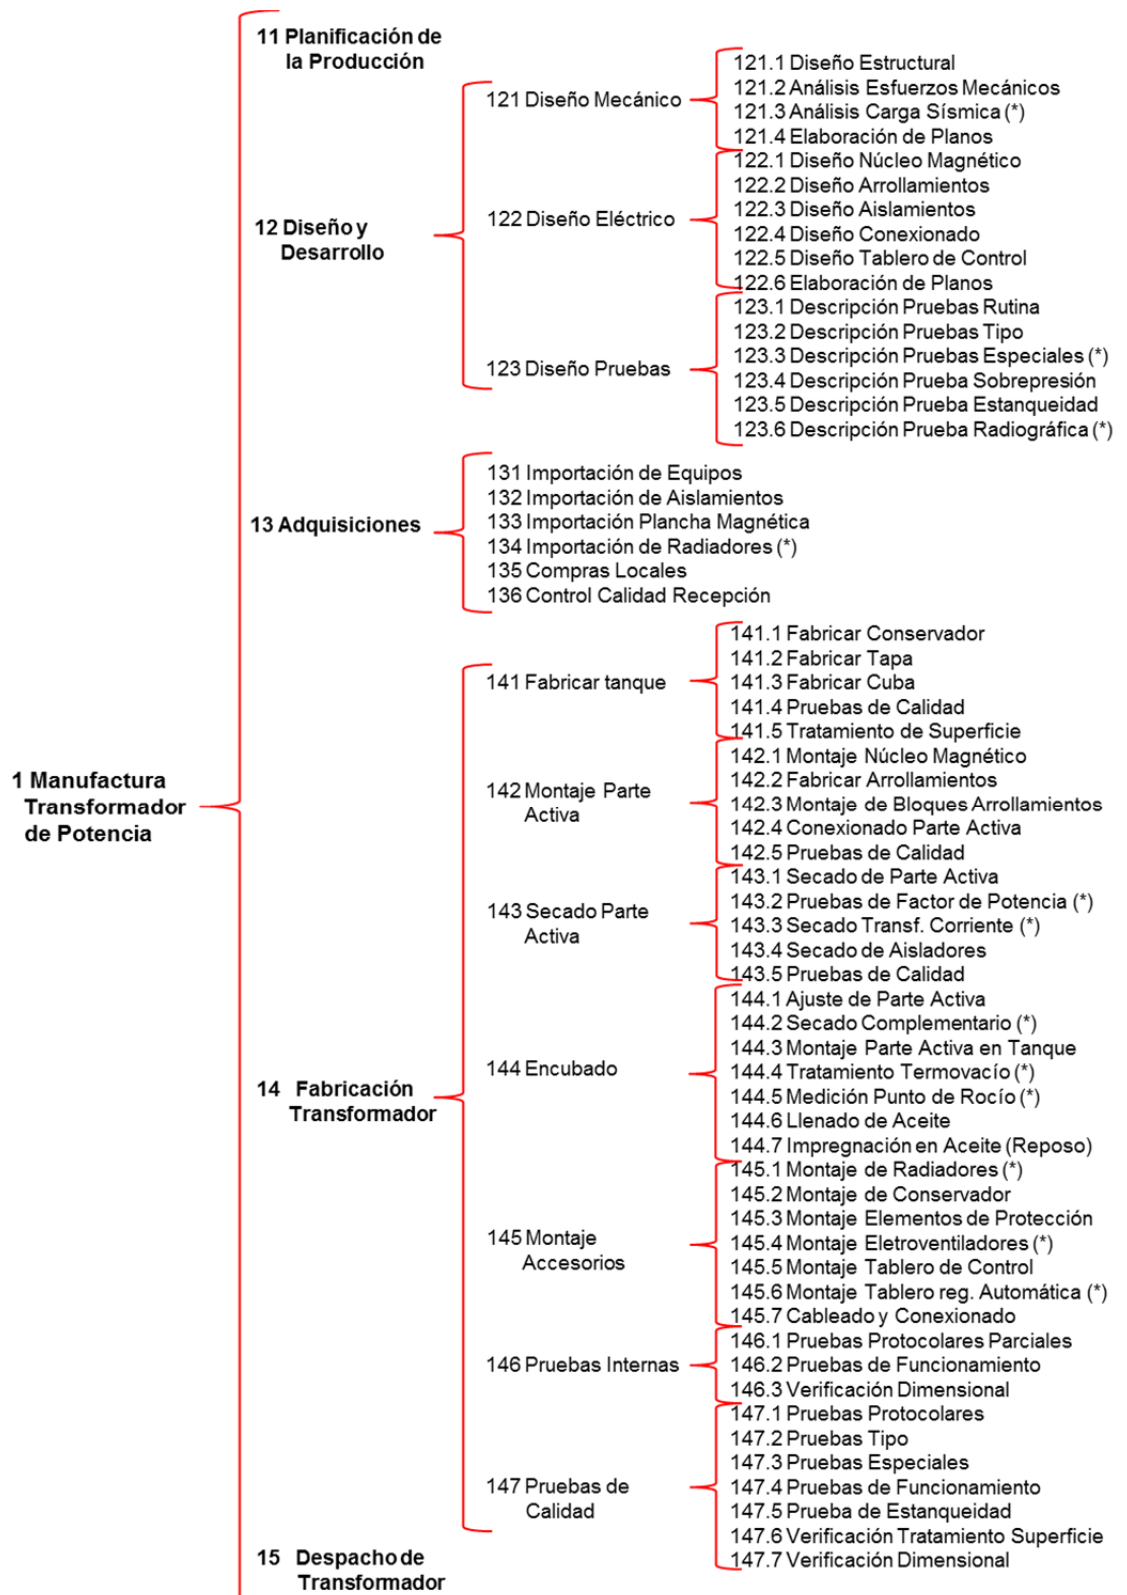 11 Planificación de
la Producción
121 Diseño Mecánico
121.1 Diseño Estructural
121.2 Análisis Esfuerzos Mecánicos
121.3 Análisis Carga Sísmica (*)
121.4 Elaboración de Planos
12 Diseño y
Desarrollo
122 Diseño Eléctrico
122.1 Diseño Núcleo Magnético
122.2 Diseño Arrollamientos
122.3 Diseño Aislamientos
122.4 Diseño Conexionado
122.5 Diseño Tablero de Control
122.6 Elaboración de Planos
123 Diseño Pruebas
123.1 Descripción Pruebas Rutina
123.2 Descripción Pruebas Tipo
123.3 Descripción Pruebas Especiales (*)
123.4 Descripción Prueba Sobrepresión
123.5 Descripción Prueba Estanqueidad
123.6 Descripción Prueba Radiográfica (*)
13 Adquisiciones
131 Importación de Equipos
132 Importación de Aislamientos
133 Importación Plancha Magnética
134 Importación de Radiadores (*)
135 Compras Locales
136 Control Calidad Recepción
1 Manufactura
Transformador
de Potencia
14 Fabricación
Transformador
141 Fabricar tanque
141.1 Fabricar Conservador
141.2 Fabricar Tapa
141.3 Fabricar Cuba
141.4 Pruebas de Calidad
141.5 Tratamiento de Superficie
142 Montaje Parte
Activa
142.1 Montaje Núcleo Magnético
142.2 Fabricar Arrollamientos
142.3 Montaje de Bloques Arrollamientos
142.4 Conexionado Parte Activa
142.5 Pruebas de Calidad
143 Secado Parte
Activa
143.1 Secado de Parte Activa
143.2 Pruebas de Factor de Potencia (*)
143.3 Secado Transf. Corriente (*)
143.4 Secado de Aisladores
143.5 Pruebas de Calidad
144 Encubado
144.1 Ajuste de Parte Activa
144.2 Secado Complementario (*)
144.3 Montaje Parte Activa en Tanque
144.4 Tratamiento Termovacío (*)
144.5 Medición Punto de Rocío (*)
144.6 Llenado de Aceite
144.7 Impregnación en Aceite (Reposo)
145 Montaje
Accesorios
145.1 Montaje de Radiadores (*)
145.2 Montaje de Conservador
145.3 Montaje Elementos de Protección
145.4 Montaje Eletroventiladores (*)
145.5 Montaje Tablero de Control
145.6 Montaje Tablero reg. Automática (*)
145.7 Cableado y Conexionado
146 Pruebas Internas
146.1 Pruebas Protocolares Parciales
146.2 Pruebas de Funcionamiento
146.3 Verificación Dimensional
147 Pruebas de
Calidad
147.1 Pruebas Protocolares
147.2 Pruebas Tipo
147.3 Pruebas Especiales
147.4 Pruebas de Funcionamiento
147.5 Prueba de Estanqueidad
147.6 Verificación Tratamiento Superficie
147.7 Verificación Dimensional
15 Despacho de
Transformador